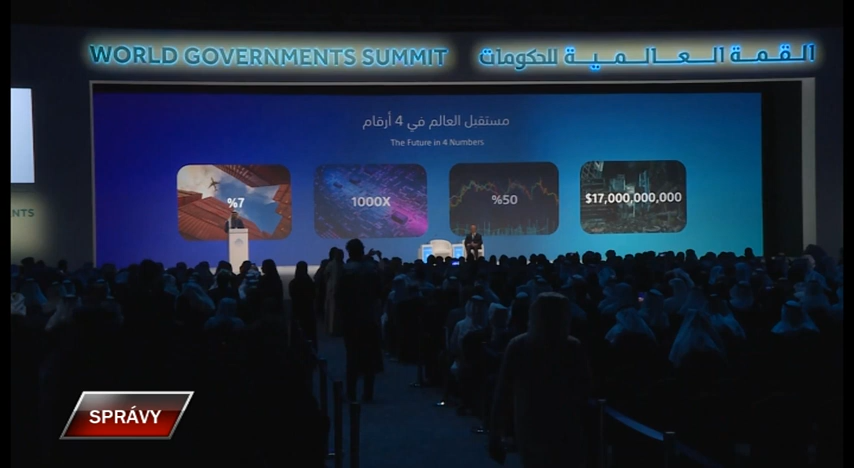 WORLD GOVERNMENTS SUMMIT القمة العالمية للحكومات
مستقبل العالم في 4 أرقام
The Future in 4 Numbers
%7 1000X %50 $17,000,000,000
NTS
SPRÁVY